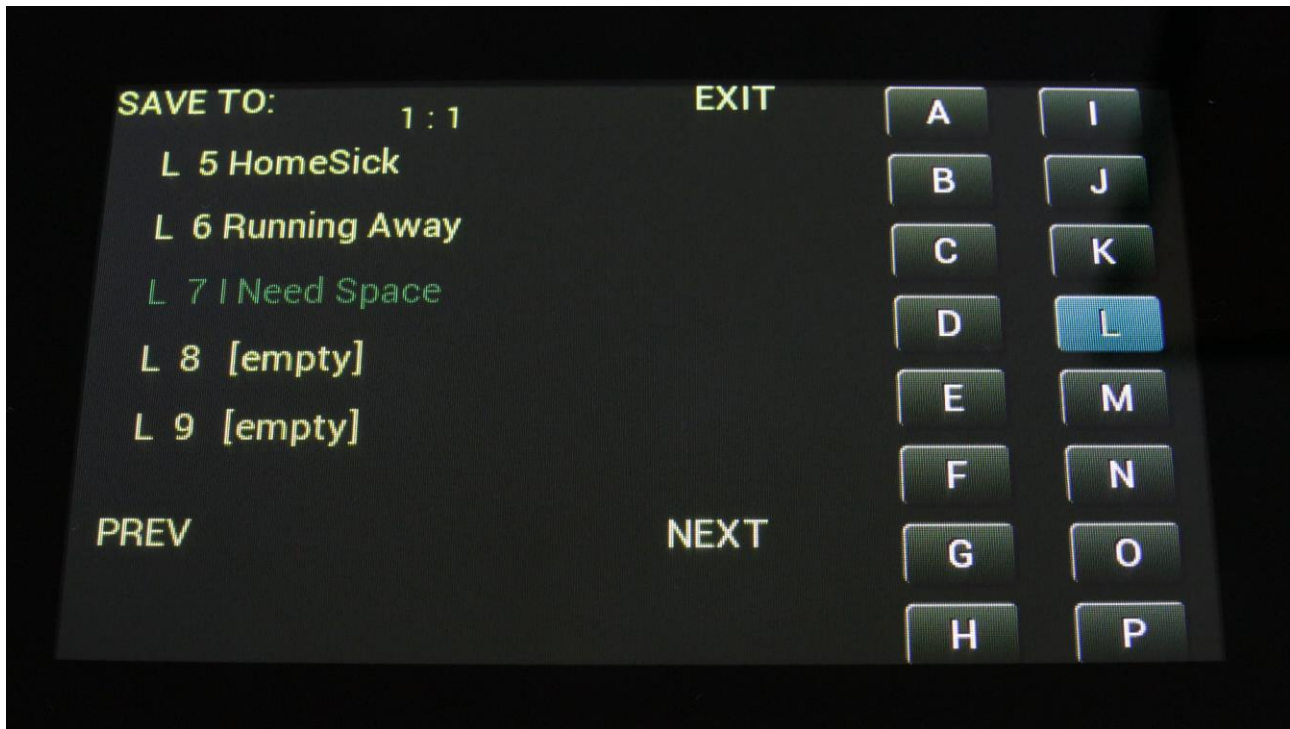 SAVE TO: 1 : 1 EXIT
L 5 HomeSick
L 6 Running Away
L 7 I Need Space
L 8 [empty]
L 9 [empty]
PREV NEXT
A I
B J
C K
D L
E M
F N
G O
H P